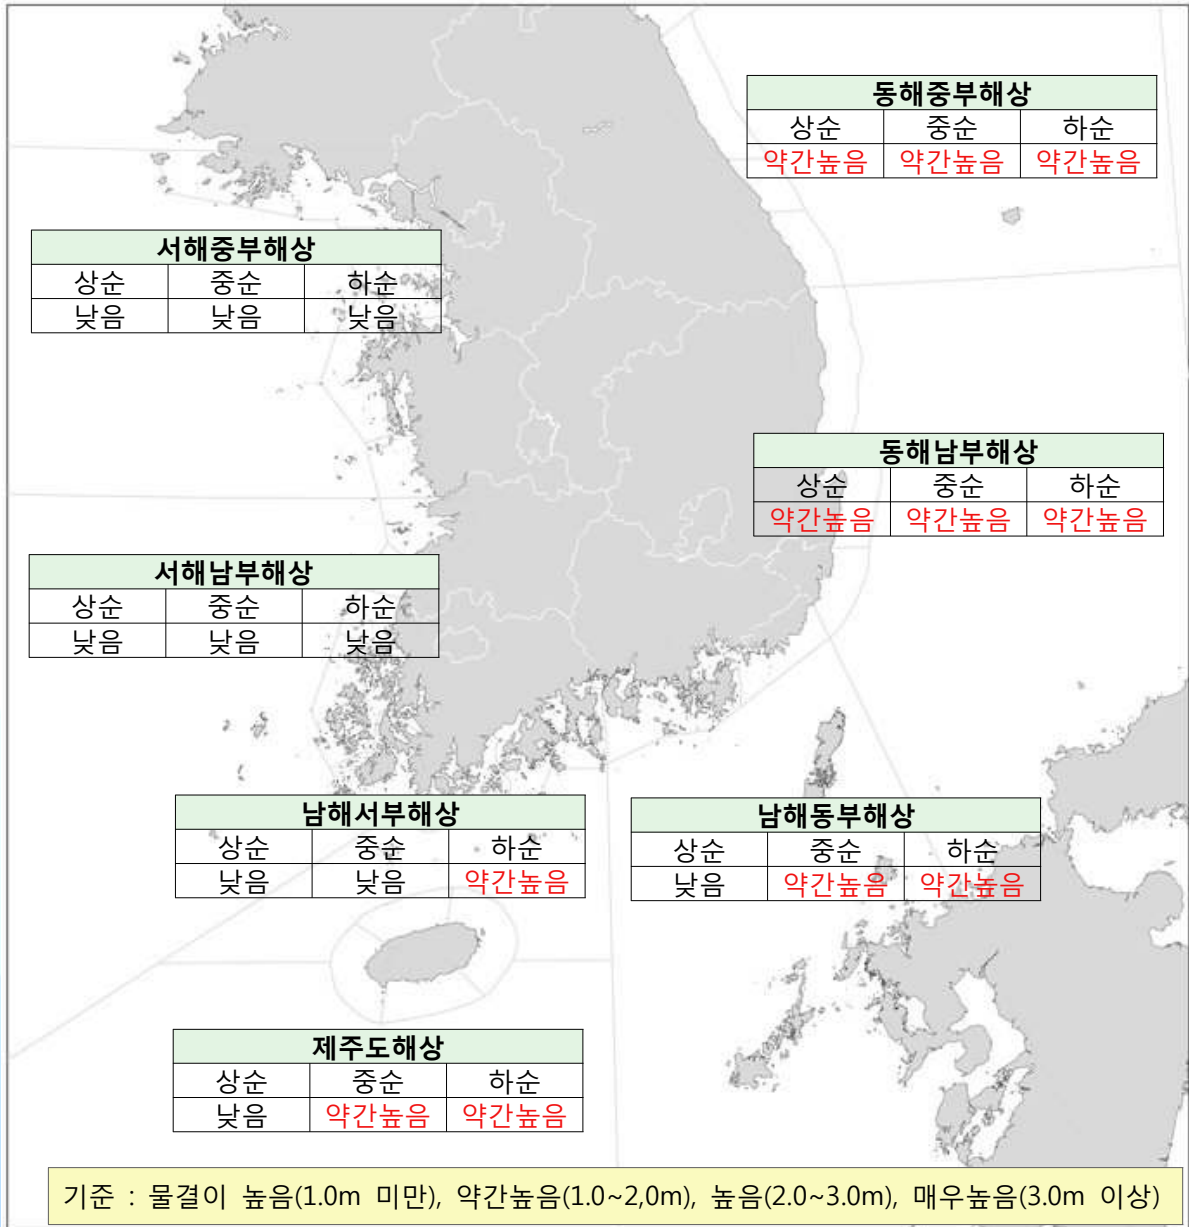 동해중부해상
상순 중순 하순
약간높음 약간높음 약간높음
서해중부해상
상순 중순 하순
낮음 낮음 낮음
동해남부해상
상순 중순 하순
약간높음 약간높음 약간높음
서해남부해상
상순 중순 하순
낮음 낮음 낮음
남해서부해상
상순 중순 하순
낮음 낮음 약간높음
남해동부해상
상순 중순 하순
낮음 약간높음 약간높음
제주도해상
상순 중순 하순
낮음 약간높음 약간높음
기준 : 물결이 높음(1.0m 미만), 약간높음(1.0~2,0m), 높음(2.0~3.0m), 매우높음(3.0m 이상)